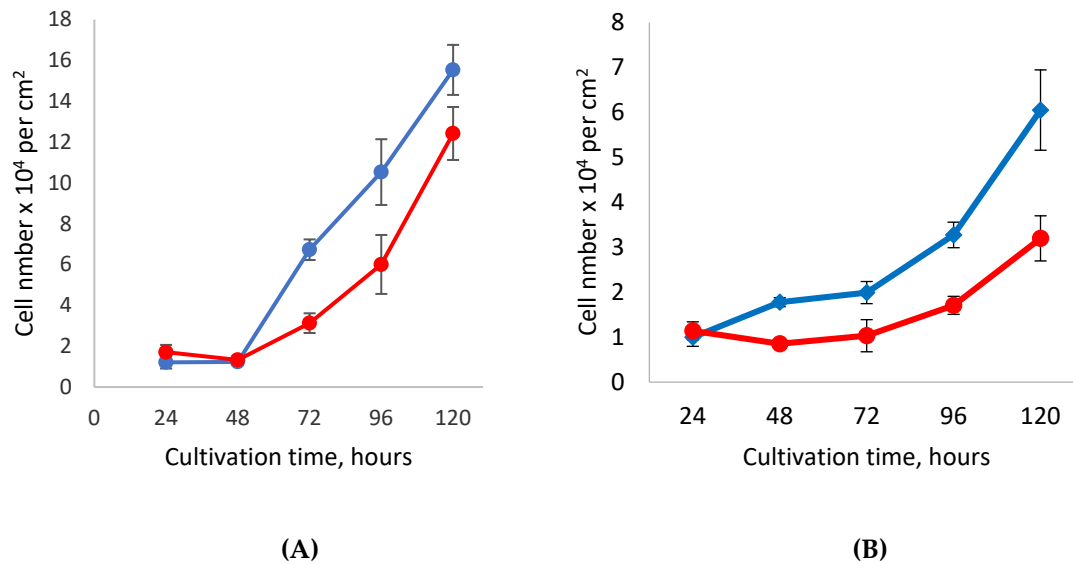 18
16
14
12
10
8
6
4
2
0
Cell nmber x 10⁴ per cm²
0 24 48 72 96 120
Cultivation time, hours
(A)
8
7
6
5
4
3
2
1
0
Cell nmber x 10⁴ per cm²
24 48 72 96 120
Cultivation time, hours
(B)